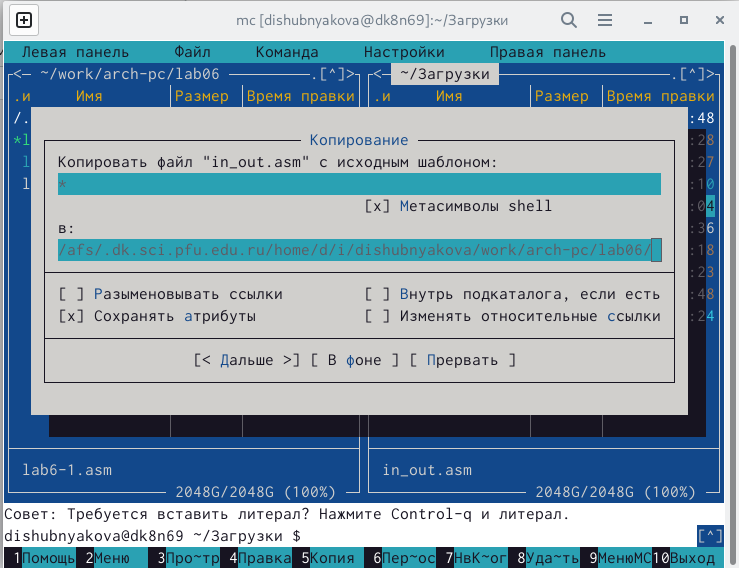 mc [dishubnyakova@dk8n69]:~/Загрузки
Левая панель Файл Команда Настройки Правая панель
<— ~/work/arch-pc/lab06 .[^]> <— ~/Загрузки .[^]>
.и Имя Размер Время правки .и Имя Размер Время правки
/. :48
*l :28
l :27
l :10
:04
:36
:18
:23
:48
:24
Копирование
Копировать файл "in_out.asm" с исходным шаблоном:
*
[x] Метасимволы shell
в:
/afs/.dk.sci.pfu.edu.ru/home/d/i/dishubnyakova/work/arch-pc/lab06/
[ ] Разыменовывать ссылки [ ] Внутрь подкаталога, если есть
[x] Сохранять атрибуты [ ] Изменять относительные ссылки
[< Дальше >] [ В фоне ] [ Прервать ]
lab6-1.asm in_out.asm
2048G/2048G (100%) 2048G/2048G (100%)
Совет: Требуется вставить литерал? Нажмите Control-q и литерал.
dishubnyakova@dk8n69 ~/Загрузки $ [^]
1Помощь 2Меню 3Про~тр 4Правка 5Копия 6Пер~ос 7НвК~ог 8Уда~ть 9МенюМС 10Выход